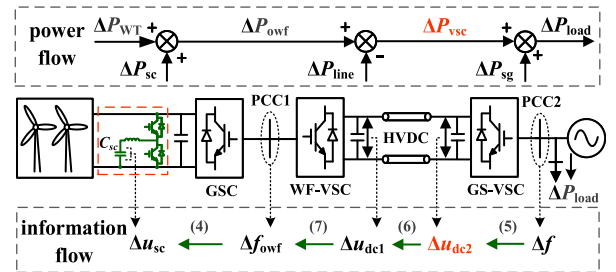 power flow
ΔP_WT + ΔP_owf + ΔP_vsc + ΔP_load
+ − +
ΔP_sc ΔP_line ΔP_sg
PCC1 PCC2
C_sc HVDC
GSC WF-VSC GS-VSC
ΔP_load
information flow
(4) (7) (6) (5)
Δu_sc Δf_owf Δu_dc1 Δu_dc2 Δf